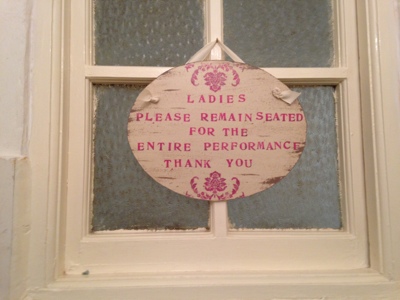 LADIES
PLEASE REMAIN SEATED
FOR THE
ENTIRE PERFORMANCE
THANK YOU